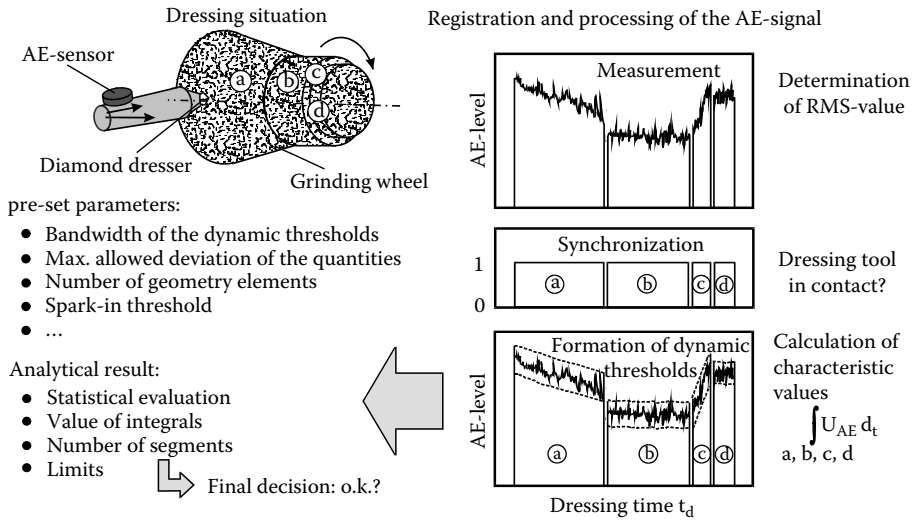 Dressing situation
AE-sensor
a
b
c
d
Diamond dresser
Grinding wheel
pre-set parameters:
● Bandwidth of the dynamic thresholds
● Max. allowed deviation of the quantities
● Number of geometry elements
● Spark-in threshold
● ...
Analytical result:
● Statistical evaluation
● Value of integrals
● Number of segments
● Limits
Final decision: o.k.?
Registration and processing of the AE-signal
AE-level
Measurement
Determination
of RMS-value
1
0
Synchronization
a b c d
Dressing tool
in contact?
AE-level
Formation of dynamic
thresholds
a b c d
Dressing time t_d
Calculation of
characteristic
values
∫ U_AE d_t
a, b, c, d